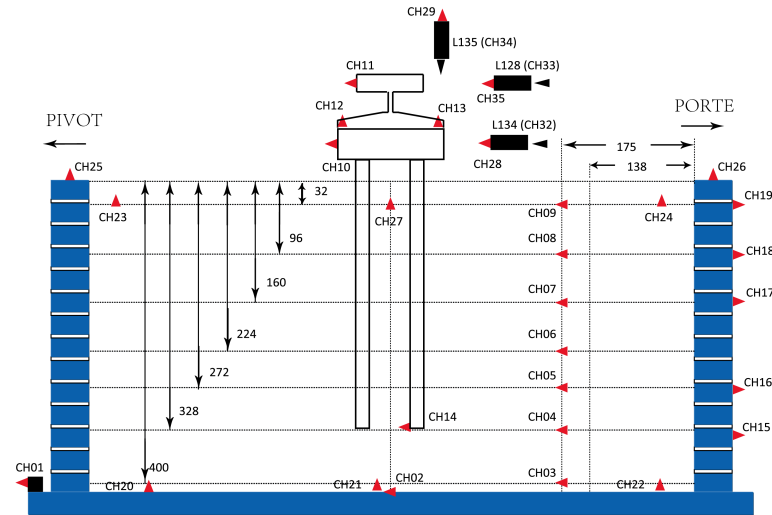 CH29
L135 (CH34)
CH11
L128 (CH33)
CH35
CH12
CH13
PIVOT
PORTE
L134 (CH32)
175
CH10
CH28
138
CH25
CH26
32
CH19
CH23
CH27
CH09
CH24
96
CH08
CH18
160
CH07
CH17
224
CH06
272
CH05
CH16
328
CH14
CH04
CH15
CH01
400
CH03
CH20
CH21
CH02
CH22